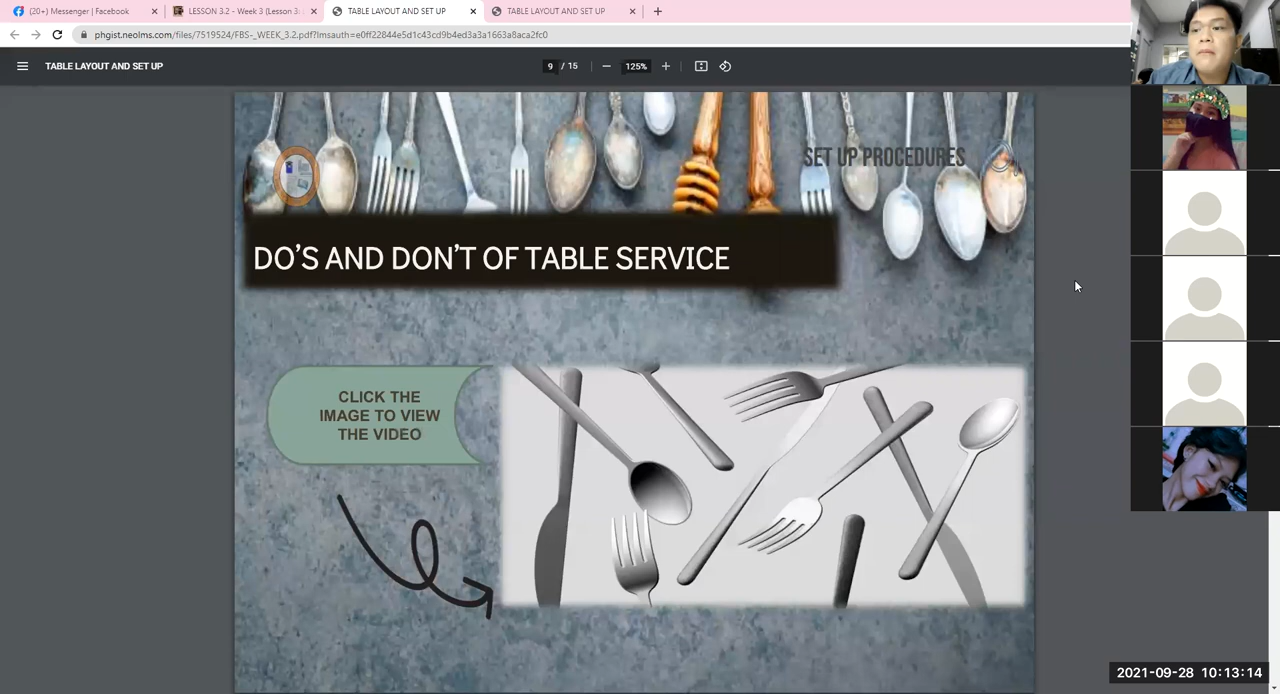 (20+) Messenger | Facebook
LESSON 3.2 - Week 3 (Lesson 3:
TABLE LAYOUT AND SET UP
TABLE LAYOUT AND SET UP
phgist.neolms.com/files/7519524/FBS-_WEEK_3.2.pdf?lmsauth=e0ff22844e5d1c43cd9b4ed3a3a1663a8aca2fc0
TABLE LAYOUT AND SET UP
9 / 15
125%
SET UP PROCEDURES
DO’S AND DON’T OF TABLE SERVICE
CLICK THE
IMAGE TO VIEW
THE VIDEO
2021-09-28 10:13:14